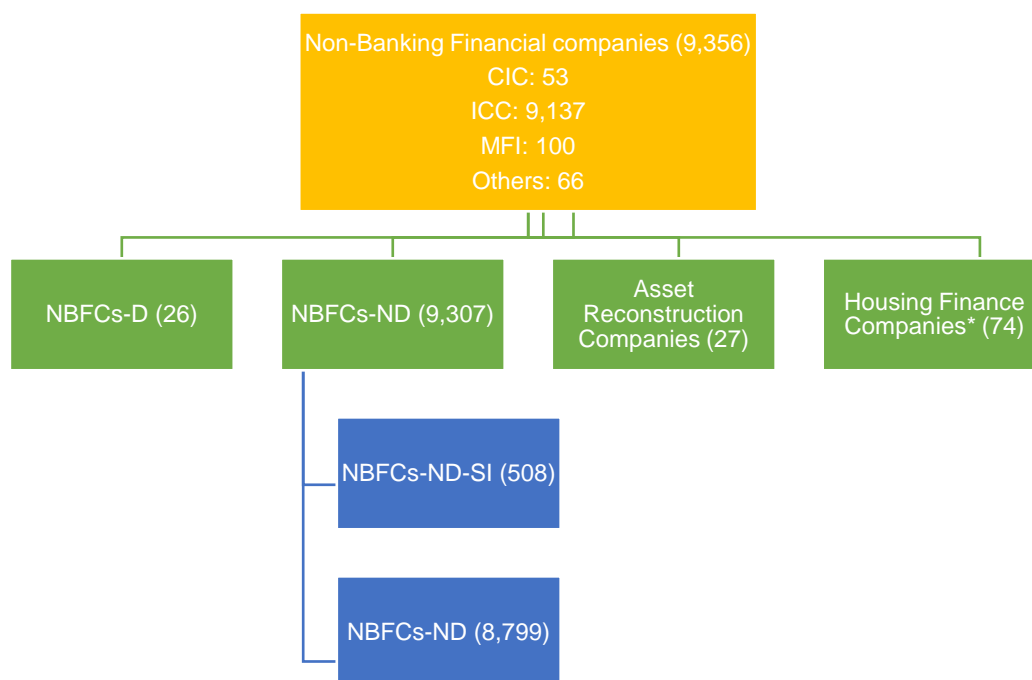 Non-Banking Financial companies (9,356)
CIC: 53
ICC: 9,137
MFI: 100
Others: 66
NBFCs-D (26)
NBFCs-ND (9,307)
Asset
Reconstruction
Companies (27)
Housing Finance
Companies* (74)
NBFCs-ND-SI (508)
NBFCs-ND (8,799)